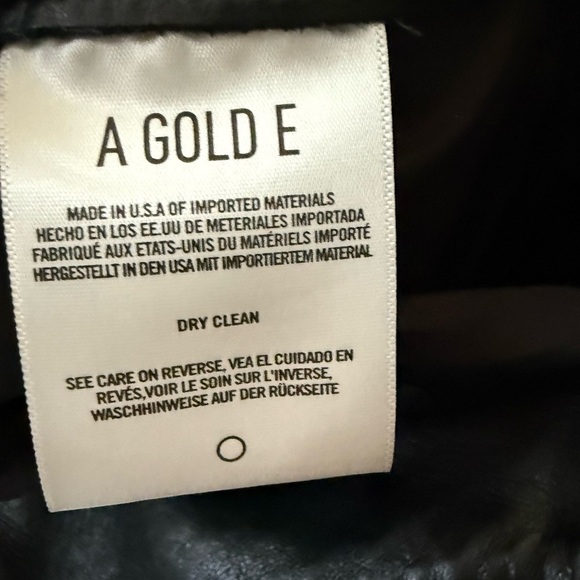 A GOLD E
MADE IN U.S.A OF IMPORTED MATERIALS
HECHO EN LOS EE.UU DE METERIALES IMPORTADA
FABRIQUÉ AUX ETATS-UNIS DU MATÉRIELS IMPORTÉ
HERGESTELLT IN DEN USA MIT IMPORTIERTEM MATERIAL
DRY CLEAN
SEE CARE ON REVERSE, VEA EL CUIDADO EN
REVÉS,VOIR LE SOIN SUR L'INVERSE,
WASCHHINWEISE AUF DER RÜCKSEITE